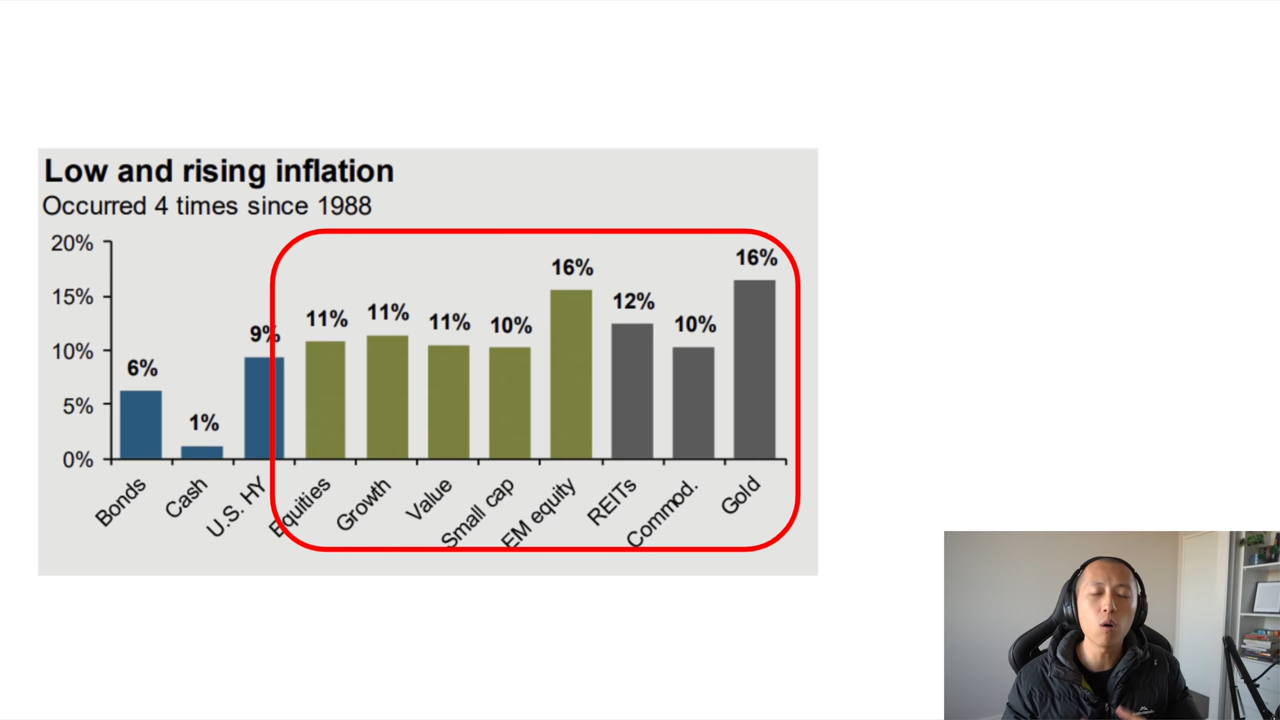 Low and rising inflation
Occurred 4 times since 1988
20%
15%
10%
5%
0%
6%
1%
9%
11%
11%
11%
10%
16%
12%
10%
16%
Bonds
Cash
U.S. HY
Equities
Growth
Value
Small cap
EM equity
REITs
Commod.
Gold